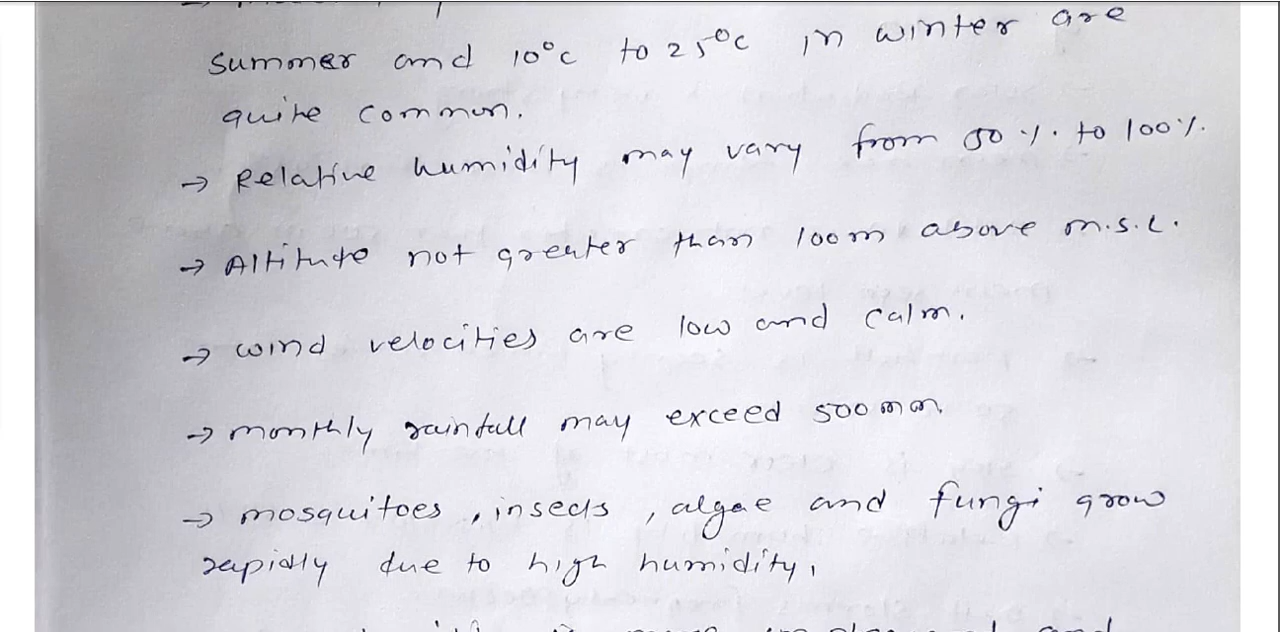 summer and 10°c to 25°c in winter are
quite common.
→ Relative humidity may vary from 50 %. to 100%.
→ Altitute not greater than 100m above m.s.l.
→ wind velocities are low and calm.
→ monthly rainfall may exceed 500mm.
→ mosquitoes, insects, algae and fungi grow
rapidly due to high humidity,
and